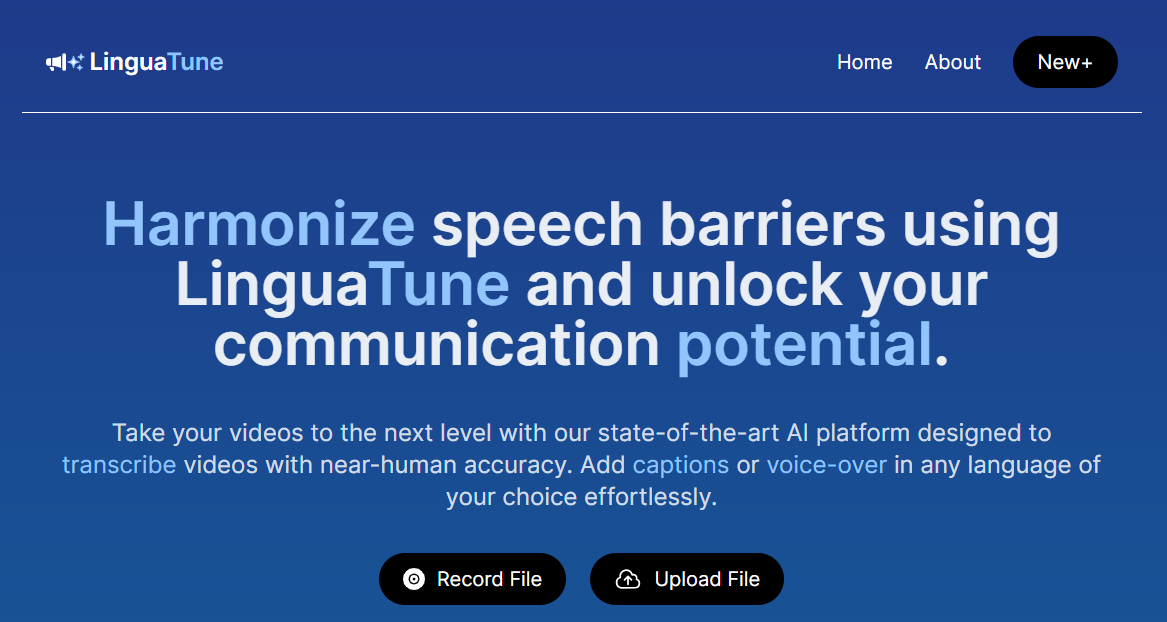 LinguaTune
Home
About
New+
Harmonize speech barriers using
LinguaTune and unlock your
communication potential.
Take your videos to the next level with our state-of-the-art AI platform designed to
transcribe videos with near-human accuracy. Add captions or voice-over in any language of
your choice effortlessly.
Record File
Upload File